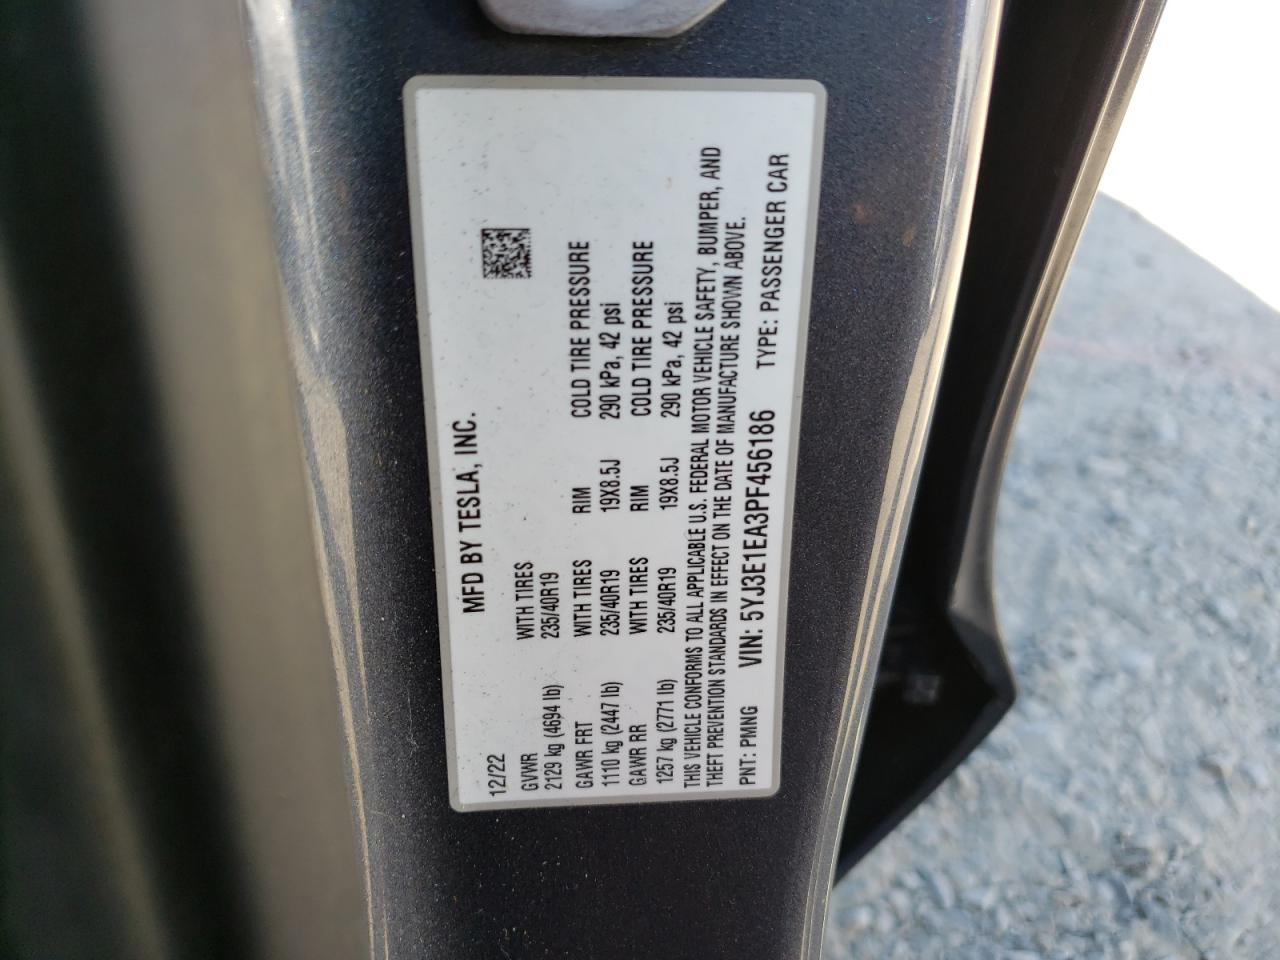 MFD BY TESLA, INC.
12/22
GVWR WITH TIRES
2129 kg (4694 lb) 235/40R19
GAWR FRT WITH TIRES RIM COLD TIRE PRESSURE
1110 kg (2447 lb) 235/40R19 19X8.5J 290 kPa, 42 psi
GAWR RR WITH TIRES RIM COLD TIRE PRESSURE
1257 kg (2771 lb) 235/40R19 19X8.5J 290 kPa, 42 psi
THIS VEHICLE CONFORMS TO ALL APPLICABLE U.S. FEDERAL MOTOR VEHICLE SAFETY, BUMPER, AND
THEFT PREVENTION STANDARDS IN EFFECT ON THE DATE OF MANUFACTURE SHOWN ABOVE.
PNT: PMNG VIN: 5YJ3E1EA3PF456186 TYPE: PASSENGER CAR